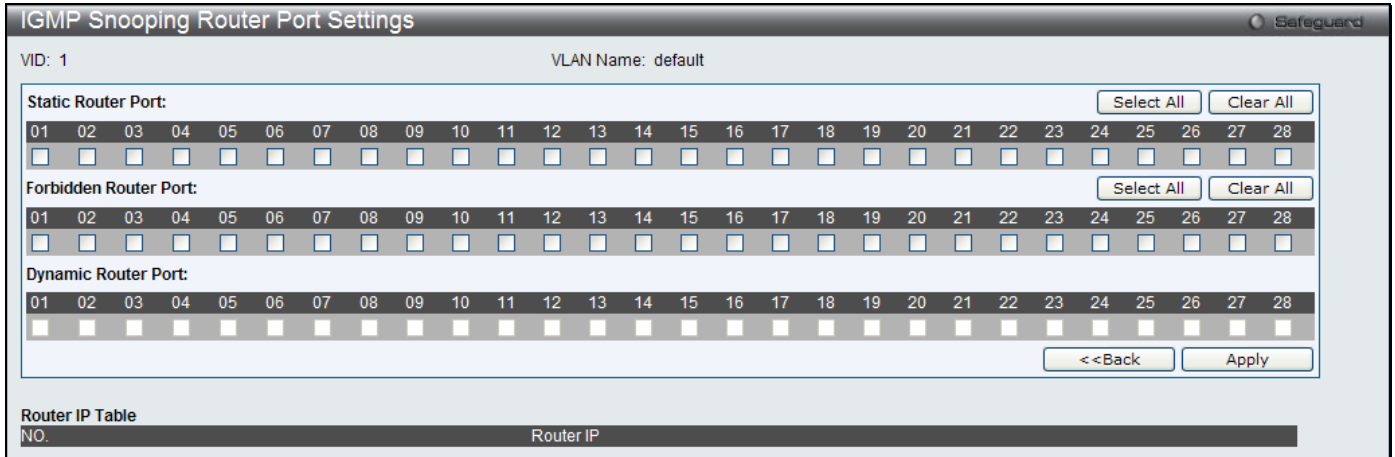 IGMP Snooping Router Port Settings Safeguard
VID: 1 VLAN Name: default
Static Router Port: Select All Clear All
01 02 03 04 05 06 07 08 09 10 11 12 13 14 15 16 17 18 19 20 21 22 23 24 25 26 27 28
Forbidden Router Port: Select All Clear All
01 02 03 04 05 06 07 08 09 10 11 12 13 14 15 16 17 18 19 20 21 22 23 24 25 26 27 28
Dynamic Router Port:
01 02 03 04 05 06 07 08 09 10 11 12 13 14 15 16 17 18 19 20 21 22 23 24 25 26 27 28
<<Back Apply
Router IP Table
NO. Router IP